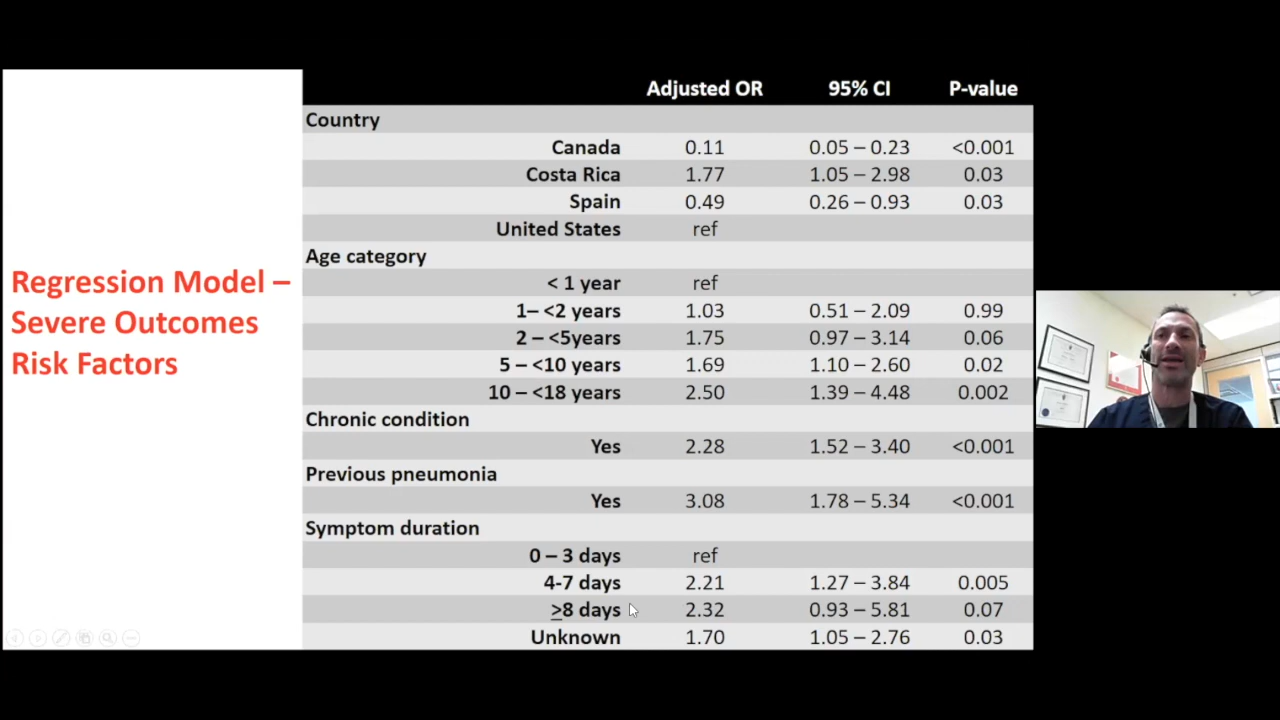 Regression Model –
Severe Outcomes
Risk Factors
Adjusted OR 95% CI P-value
Country
Canada 0.11 0.05 – 0.23 <0.001
Costa Rica 1.77 1.05 – 2.98 0.03
Spain 0.49 0.26 – 0.93 0.03
United States ref
Age category
< 1 year ref
1– <2 years 1.03 0.51 – 2.09 0.99
2 – <5years 1.75 0.97 – 3.14 0.06
5 – <10 years 1.69 1.10 – 2.60 0.02
10 – <18 years 2.50 1.39 – 4.48 0.002
Chronic condition
Yes 2.28 1.52 – 3.40 <0.001
Previous pneumonia
Yes 3.08 1.78 – 5.34 <0.001
Symptom duration
0 – 3 days ref
4-7 days 2.21 1.27 – 3.84 0.005
≥8 days 2.32 0.93 – 5.81 0.07
Unknown 1.70 1.05 – 2.76 0.03